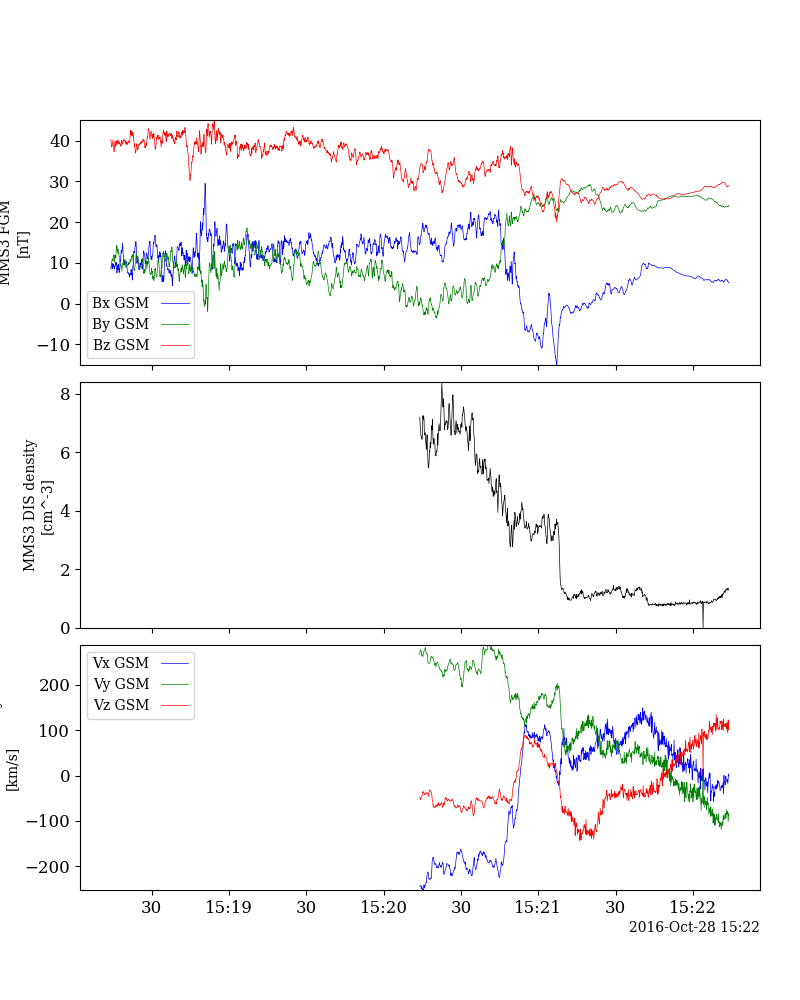 40
30
20
10
0
−10
MMS3 FGM
[nT]
Bx GSM
By GSM
Bz GSM
8
6
4
2
0
MMS3 DIS density
[cm^-3]
200
100
0
−100
−200
[km/s]
Vx GSM
Vy GSM
Vz GSM
30 15:19 30 15:20 30 15:21 30 15:22
2016-Oct-28 15:22